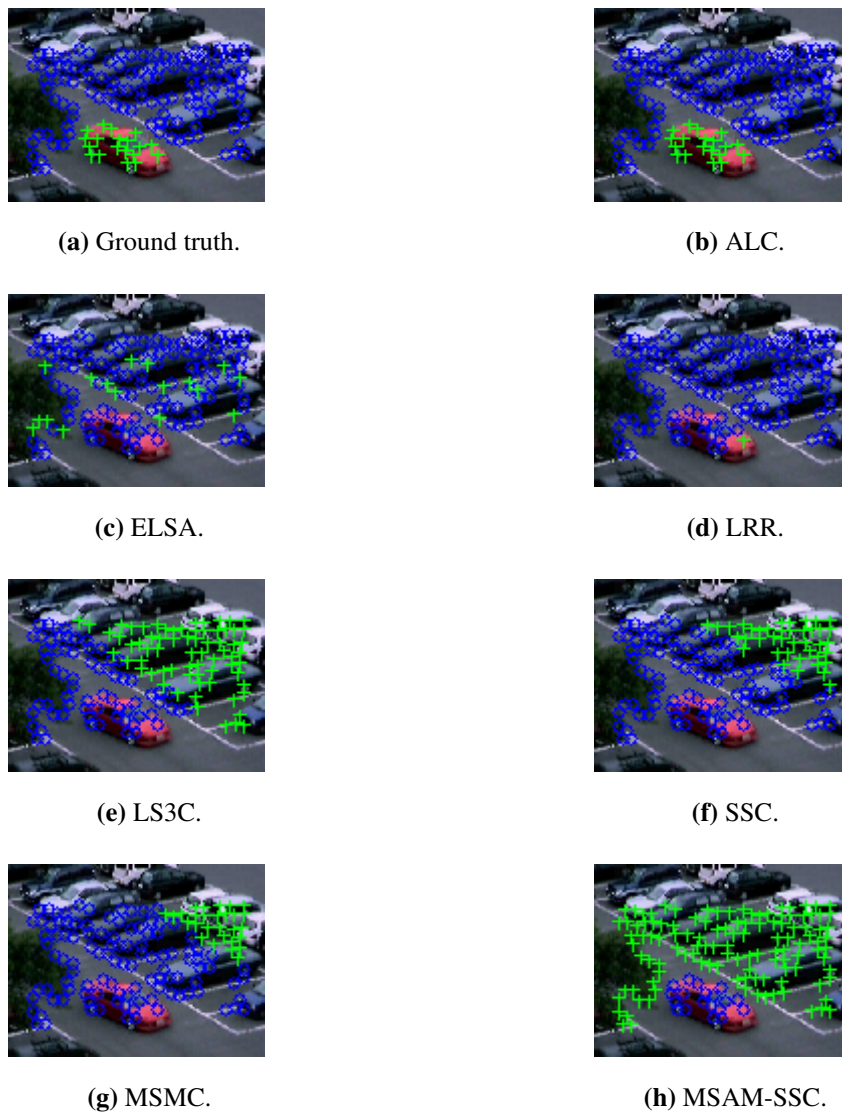 (a) Ground truth.
(b) ALC.
(c) ELSA.
(d) LRR.
(e) LS3C.
(f) SSC.
(g) MSMC.
(h) MSAM-SSC.